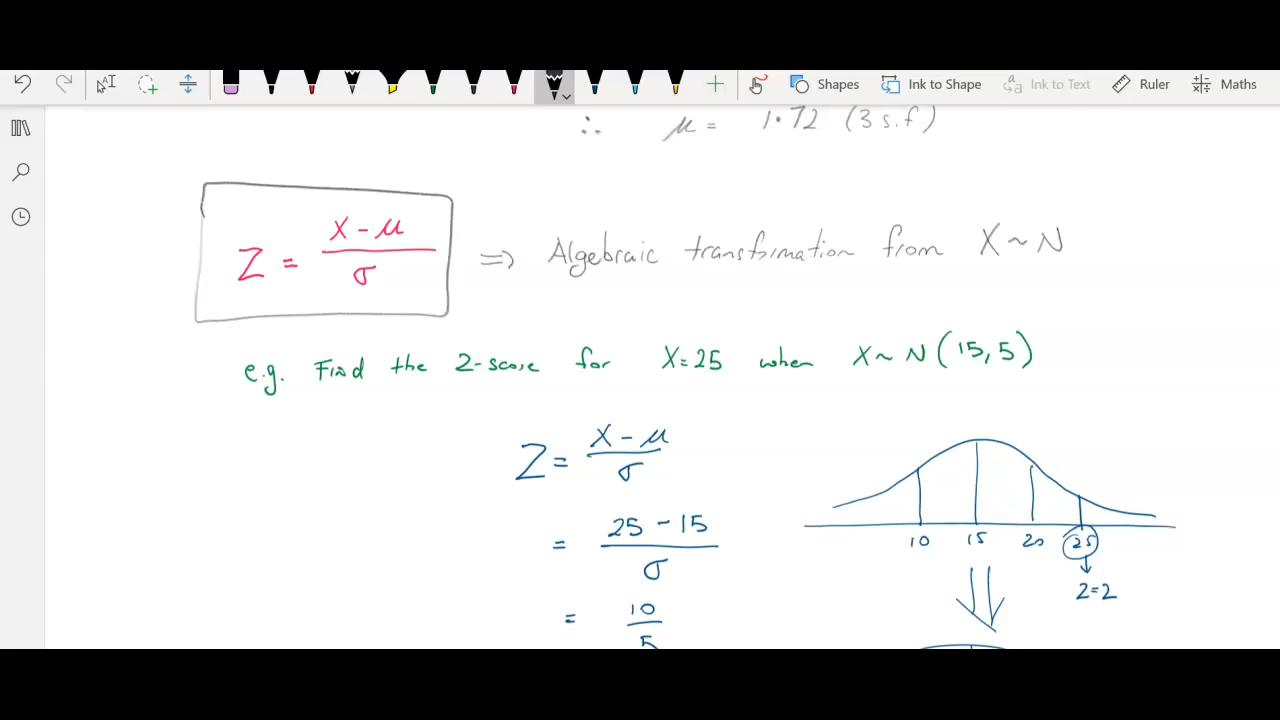 Shapes Ink to Shape Ink to Text Ruler Maths
∴ μ = 1.72 (3 s.f)
Z = (X - μ)/σ ⇒ Algebraic transformation from X ~ N
e.g. Find the Z-score for X=25 when X ~ N(15, 5)
Z = (X - μ)/σ
= (25 - 15)/σ
= 10/5
10 15 20 25
Z=2